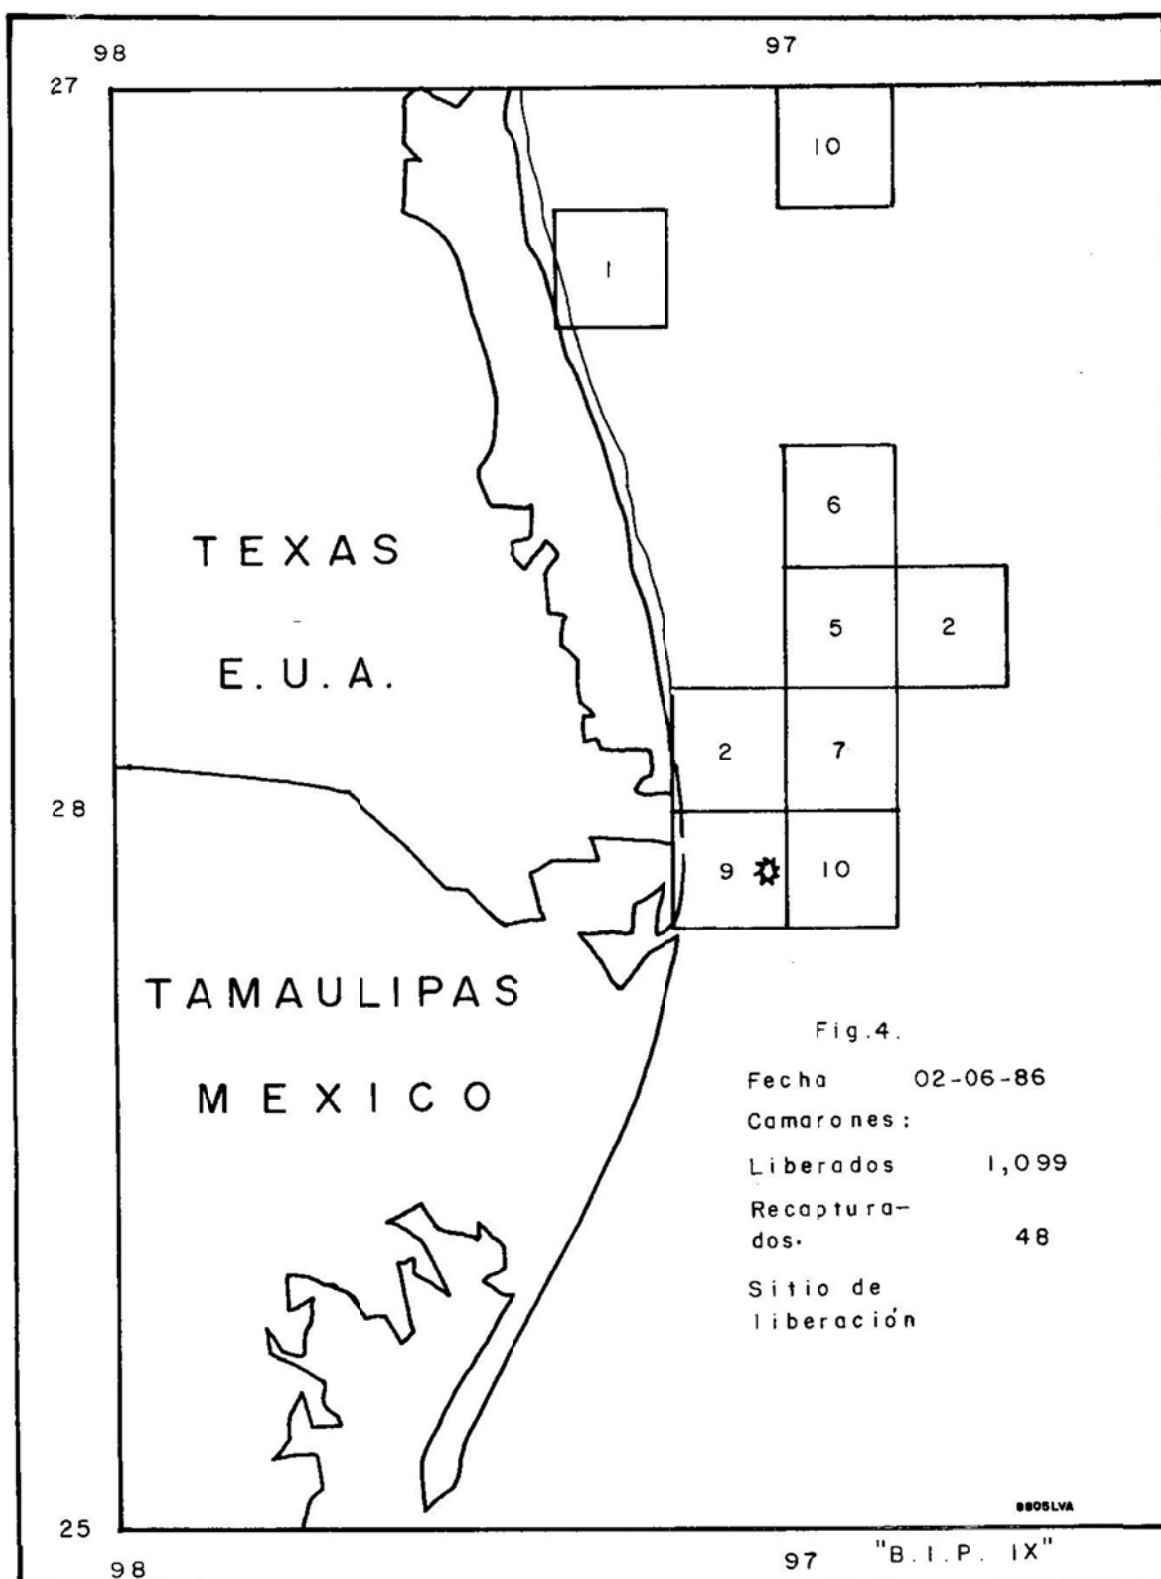 98
97
27
10
1
6
TEXAS
5
2
E.U.A.
2
7
28
9
10
TAMAULIPAS
Fig.4.
MEXICO
Fecha 02-06-86
Camarones:
Liberados 1,099
Recaptura-
dos. 48
Sitio de
liberación
8805LVA
25
98
97
"B.I.P. IX"